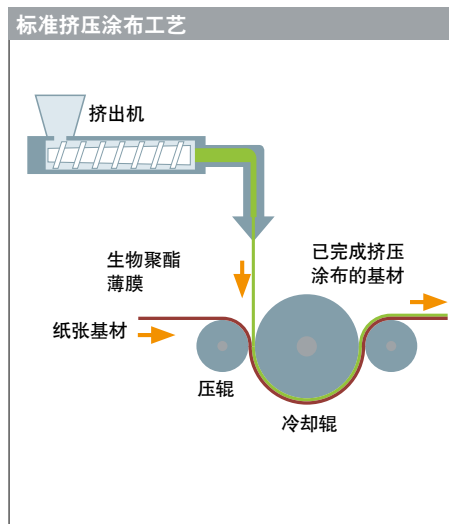 标准挤压涂布工艺
挤出机
生物聚酯
薄膜
已完成挤压
涂布的基材
纸张基材
压辊
冷却辊